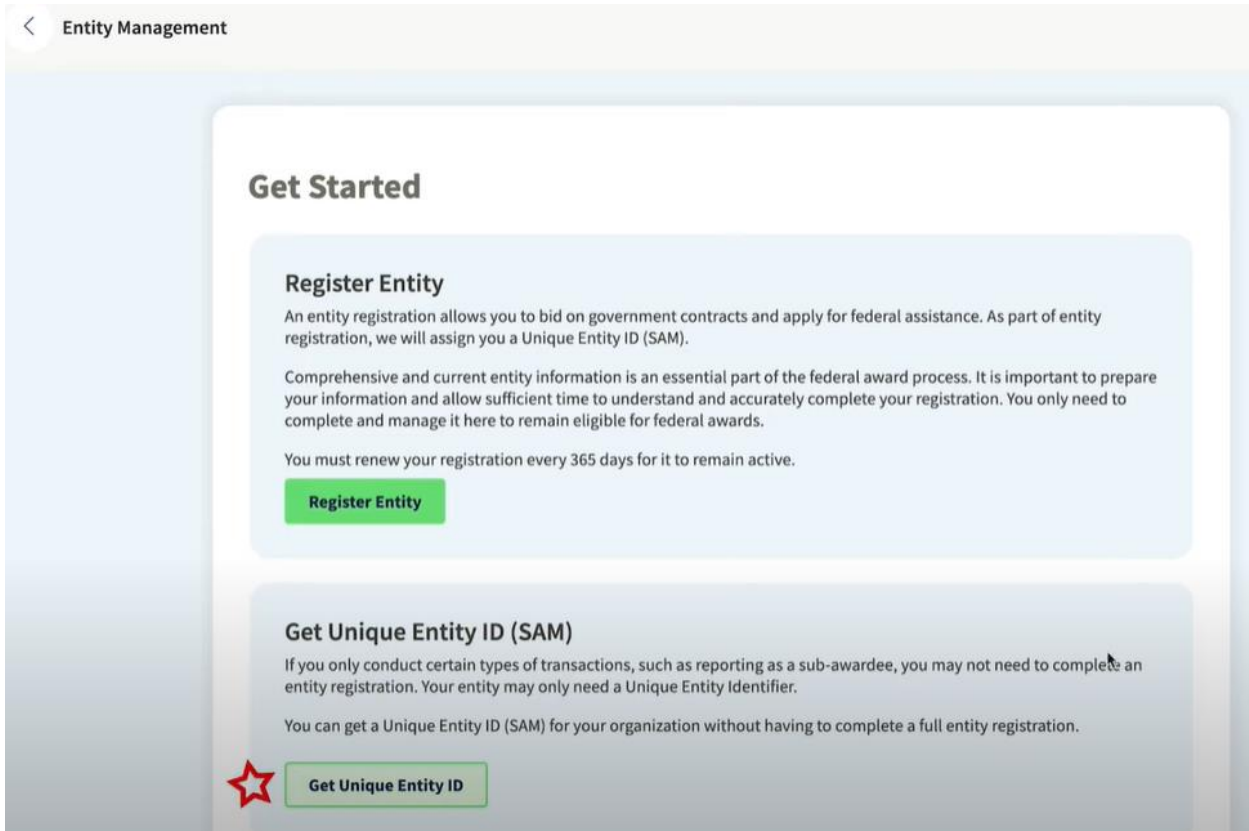 Entity Management
Get Started
Register Entity
An entity registration allows you to bid on government contracts and apply for federal assistance. As part of entity
registration, we will assign you a Unique Entity ID (SAM).
Comprehensive and current entity information is an essential part of the federal award process. It is important to prepare
your information and allow sufficient time to understand and accurately complete your registration. You only need to
complete and manage it here to remain eligible for federal awards.
You must renew your registration every 365 days for it to remain active.
Register Entity
Get Unique Entity ID (SAM)
If you only conduct certain types of transactions, such as reporting as a sub-awardee, you may not need to complete an
entity registration. Your entity may only need a Unique Entity Identifier.
You can get a Unique Entity ID (SAM) for your organization without having to complete a full entity registration.
Get Unique Entity ID